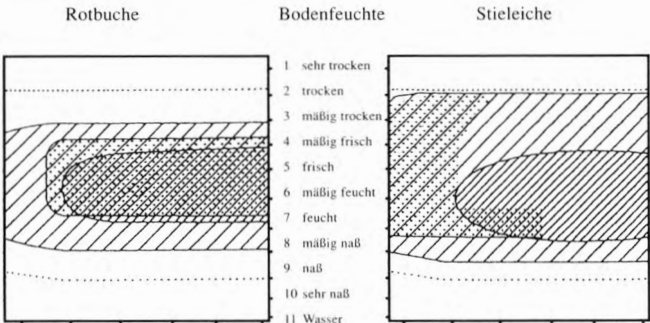 Rotbuche Bodenfeuchte Stieleiche
1 sehr trocken
2 trocken
3 mäßig trocken
4 mäßig frisch
5 frisch
6 mäßig feucht
7 feucht
8 mäßig naß
9 naß
10 sehr naß
11 Wasser